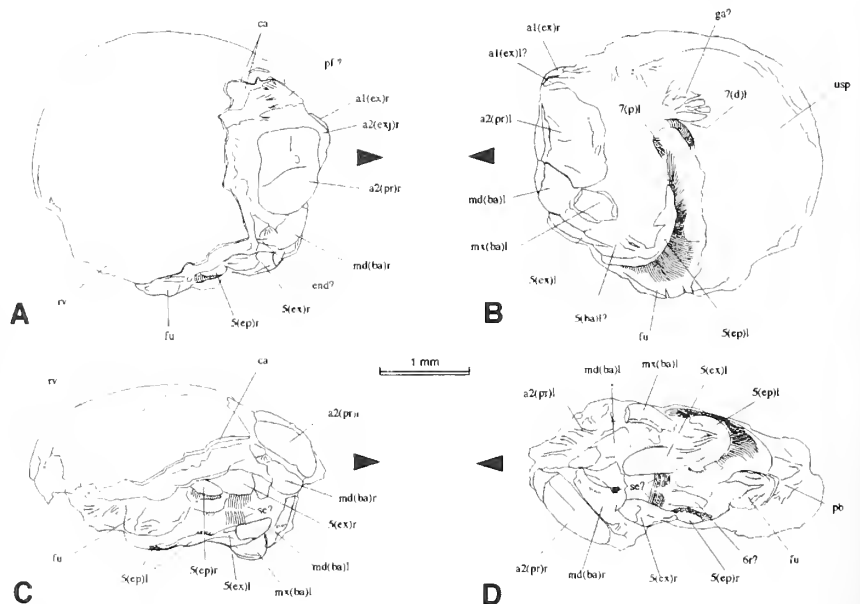 ca
pf ?
a1(ex)r
a2(exj)r
a2(pr)r
md(ba)r
end?
5(ex)r
5(ep)r
fu
rv
A
ga?
a1(ex)r
a1(ex)l?
7(p)l
7(d)l
usp
a2(pr)l
md(ba)l
mx(ba)l
5(ex)l
5(ba)l?
fu
5(ep)l
B
1 mm
rv
ca
a2(pr)r
md(ba)r
5(ex)r
se?
md(ba)l
mx(ba)l
5(ex)l
5(ep)r
5(ep)l
fu
C
md(ba)l
mx(ba)l
5(ex)l
5(ep)l
a2(pr)l
se?
pb
fu
6r?
5(ep)r
5(ex)r
md(ba)r
a2(pr)r
D